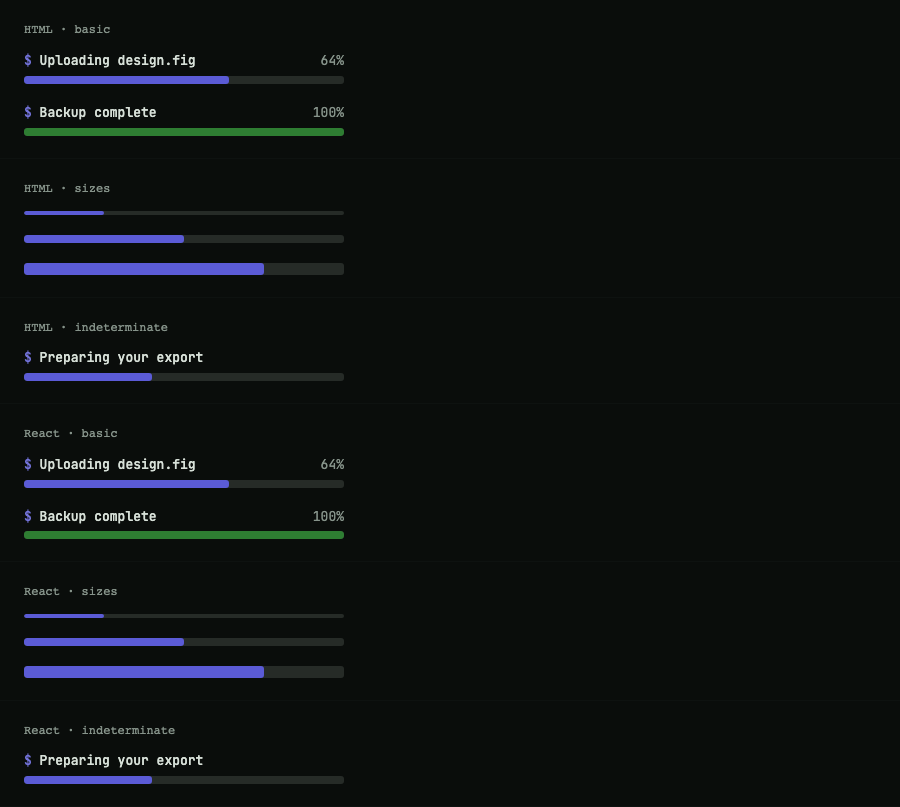 HTML · basic
$ Uploading design.fig 64%
$ Backup complete 100%
HTML · sizes
HTML · indeterminate
$ Preparing your export
React · basic
$ Uploading design.fig 64%
$ Backup complete 100%
React · sizes
React · indeterminate
$ Preparing your export